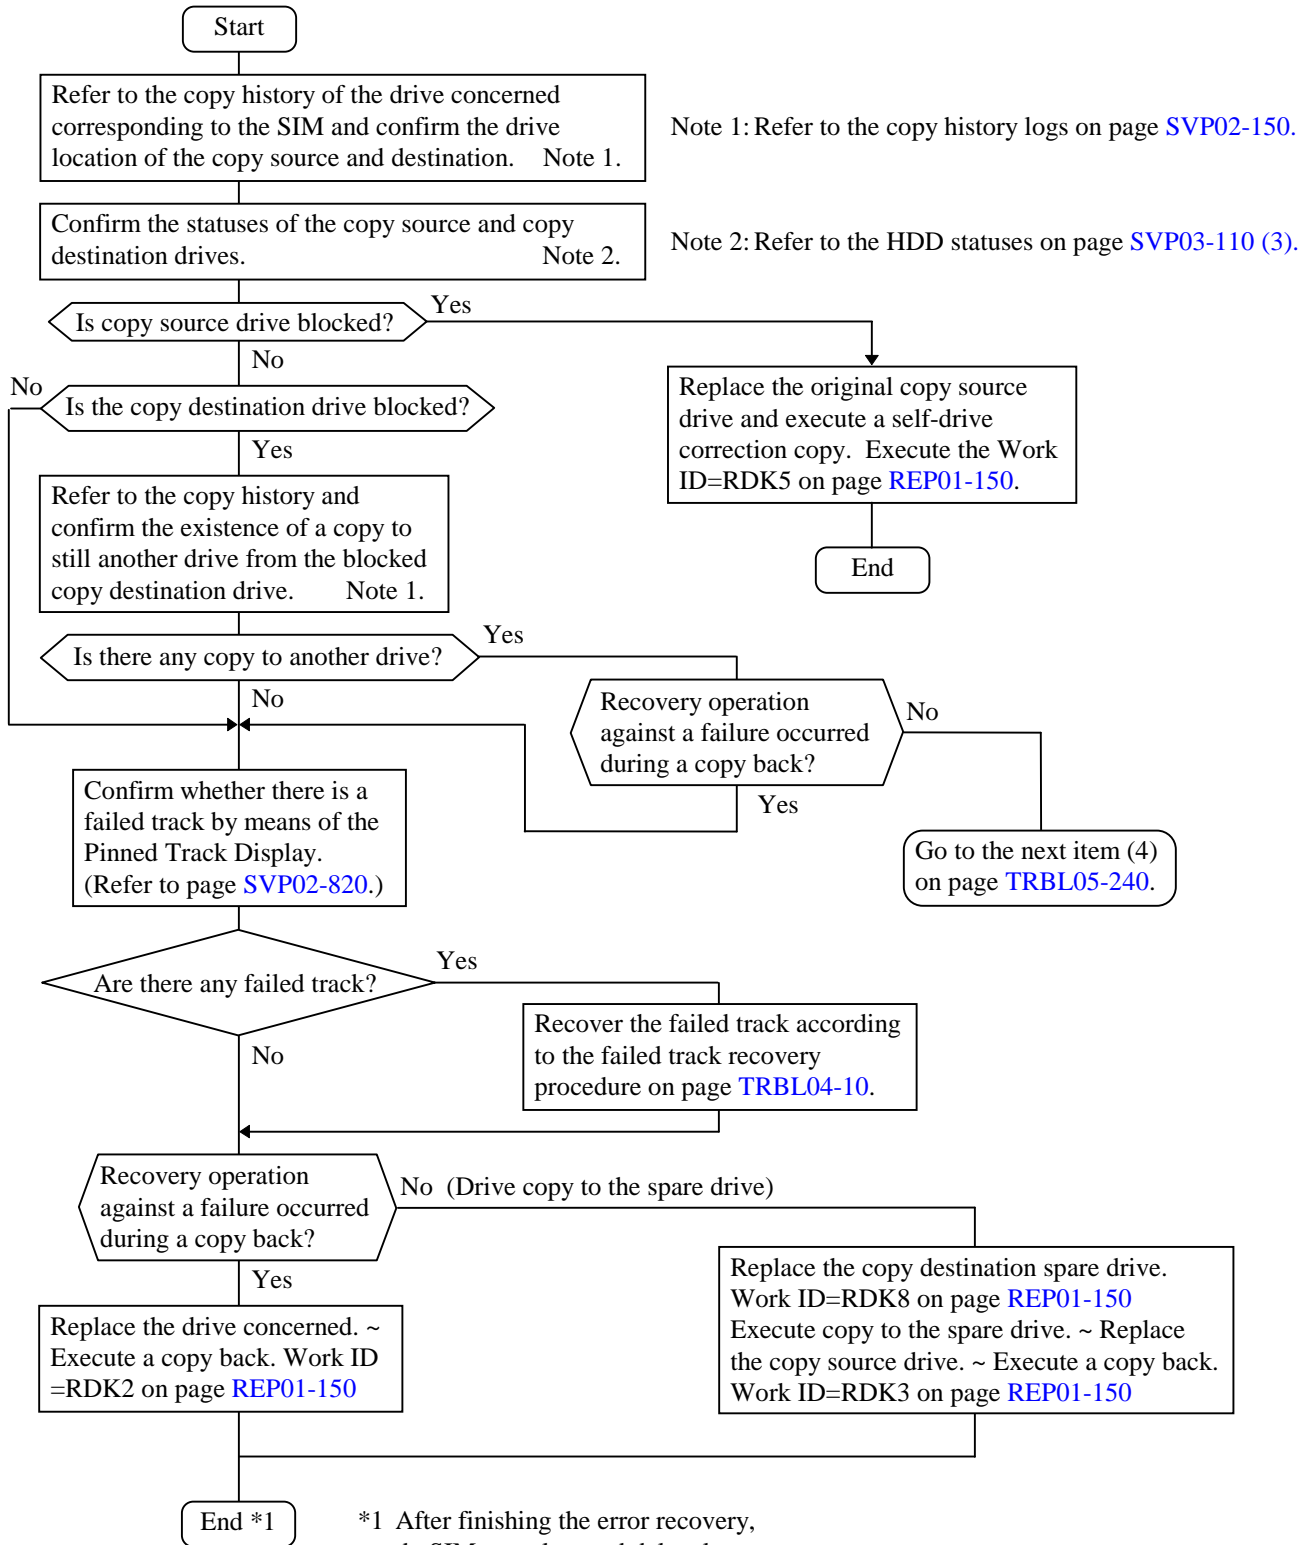 Start
Refer to the copy history of the drive concerned
corresponding to the SIM and confirm the drive
location of the copy source and destination. Note 1.
Note 1: Refer to the copy history logs on page SVP02-150.
Confirm the statuses of the copy source and copy
destination drives. Note 2.
Note 2: Refer to the HDD statuses on page SVP03-110 (3).
Is copy source drive blocked?
Yes
No
Replace the original copy source
drive and execute a self-drive
correction copy. Execute the Work
ID=RDK5 on page REP01-150.
End
No
Is the copy destination drive blocked?
Yes
Refer to the copy history and
confirm the existence of a copy to
still another drive from the blocked
copy destination drive. Note 1.
Is there any copy to another drive?
Yes
No
Recovery operation
against a failure occurred
during a copy back?
No
Yes
Go to the next item (4)
on page TRBL05-240.
Confirm whether there is a
failed track by means of the
Pinned Track Display.
(Refer to page SVP02-820.)
Are there any failed track?
Yes
No
Recover the failed track according
to the failed track recovery
procedure on page TRBL04-10.
Recovery operation
against a failure occurred
during a copy back?
No (Drive copy to the spare drive)
Yes
Replace the drive concerned. ~
Execute a copy back. Work ID
=RDK2 on page REP01-150
Replace the copy destination spare drive.
Work ID=RDK8 on page REP01-150
Execute copy to the spare drive. ~ Replace
the copy source drive. ~ Execute a copy back.
Work ID=RDK3 on page REP01-150
End *1
*1 After finishing the error recovery,